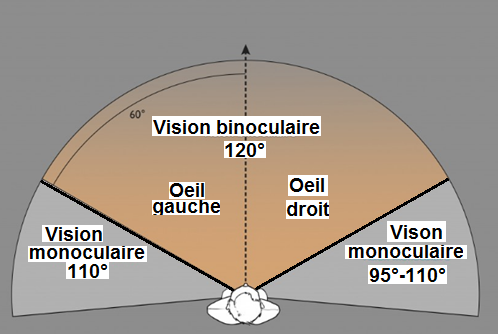 60°
Vision binoculaire
120°
Oeil
gauche
Oeil
droit
Vision
monoculaire
110°
Vison
monoculaire
95°-110°